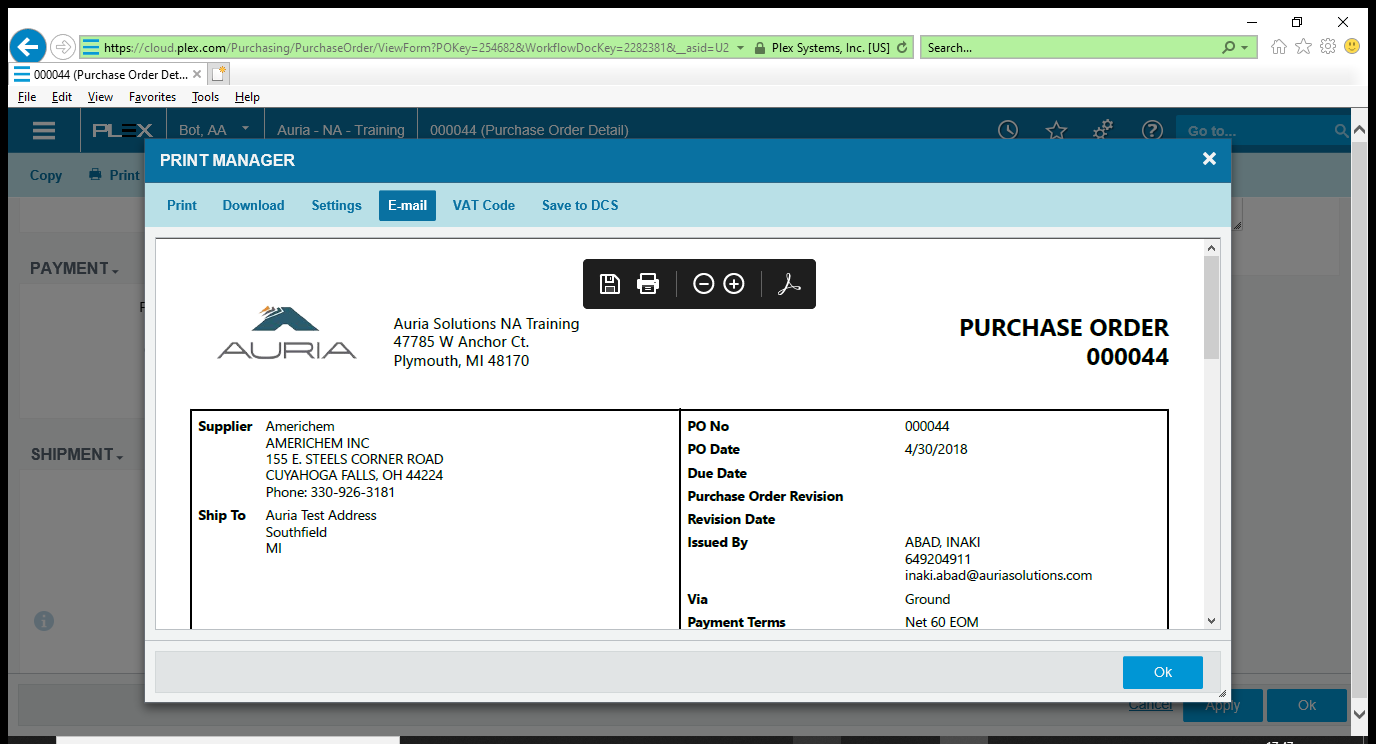 https://cloud.plex.com/Purchasing/PurchaseOrder/ViewForm?POKey=254682&WorkflowDocKey=2282381&__asid=U2
Plex Systems, Inc. [US]
Search...
000044 (Purchase Order Det...
File Edit View Favorites Tools Help
PLEX Bot, AA Auria - NA - Training 000044 (Purchase Order Detail) Go to...
PRINT MANAGER
Copy Print
Print Download Settings E-mail VAT Code Save to DCS
PAYMENT
AURIA
Auria Solutions NA Training
47785 W Anchor Ct.
Plymouth, MI 48170
PURCHASE ORDER
000044
SHIPMENT
Supplier Americhem
AMERICHEM INC
155 E. STEELS CORNER ROAD
CUYAHOGA FALLS, OH 44224
Phone: 330-926-3181
Ship To Auria Test Address
Southfield
MI
PO No 000044
PO Date 4/30/2018
Due Date
Purchase Order Revision
Revision Date
Issued By ABAD, INAKI
649204911
inaki.abad@auriasolutions.com
Via Ground
Payment Terms Net 60 EOM
Ok
Cancel Apply Ok